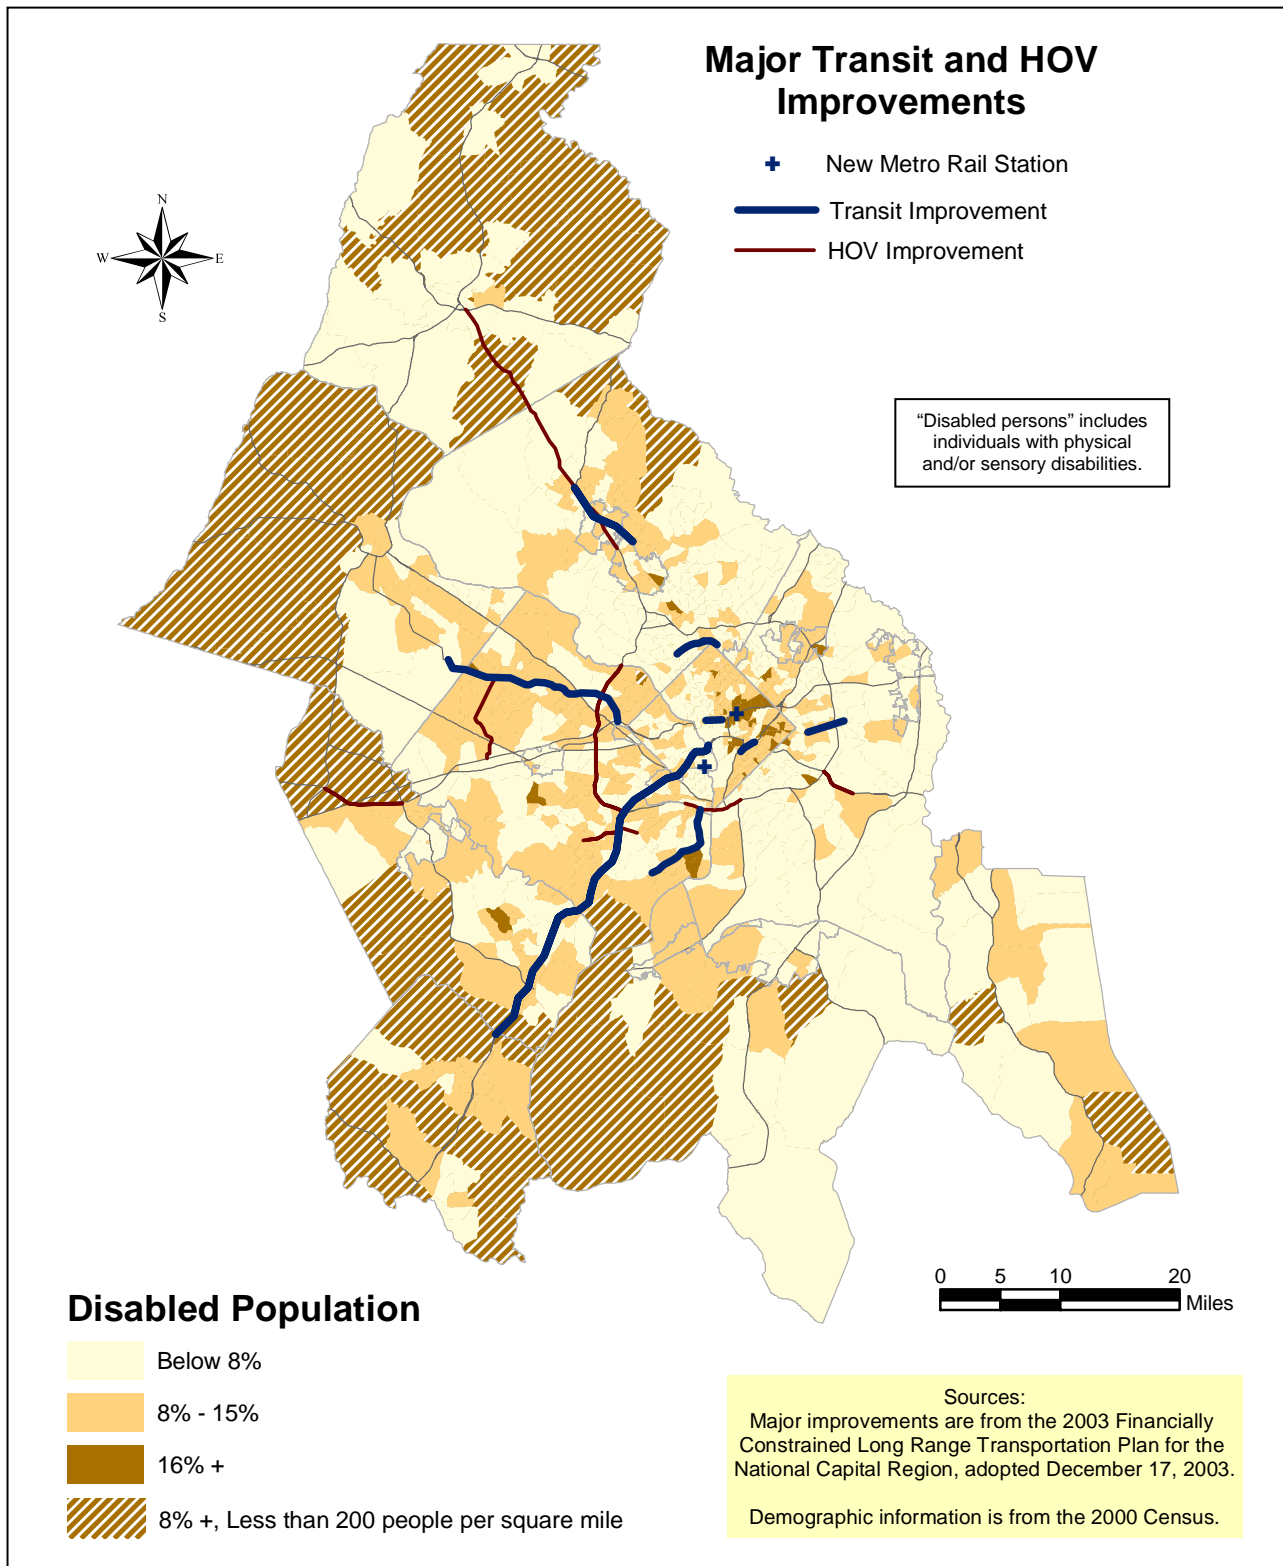 Major Transit and HOV
Improvements
New Metro Rail Station
Transit Improvement
HOV Improvement
N
W
E
S
“Disabled persons” includes
individuals with physical
and/or sensory disabilities.
0 5 10 20
Miles
Disabled Population
Below 8%
8% - 15%
16% +
8% +, Less than 200 people per square mile
Sources:
Major improvements are from the 2003 Financially
Constrained Long Range Transportation Plan for the
National Capital Region, adopted December 17, 2003.
Demographic information is from the 2000 Census.